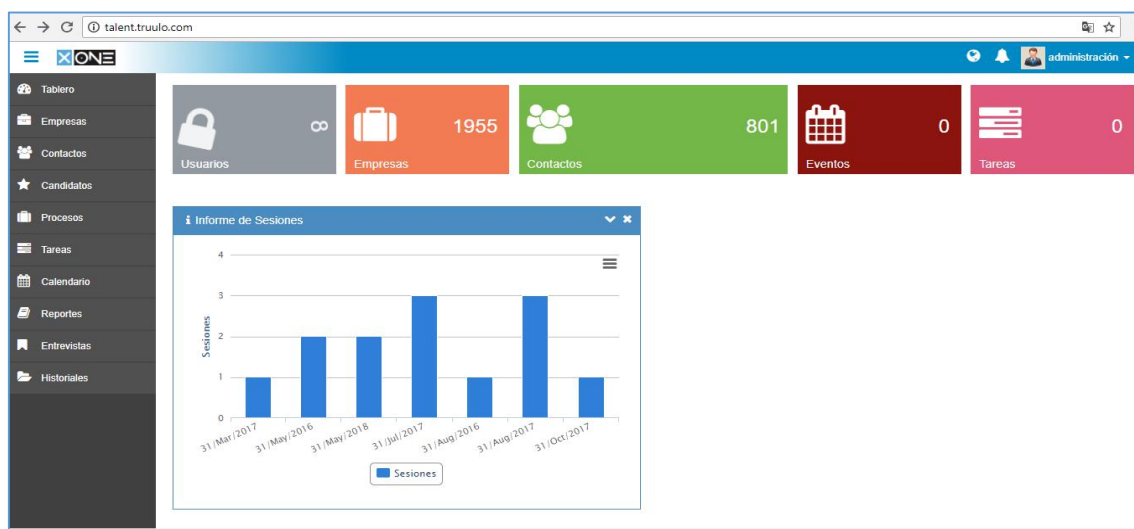 talent.truulo.com
XONE
administración
Tablero
Empresas
Contactos
Candidatos
Procesos
Tareas
Calendario
Reportes
Entrevistas
Historiales
∞
Usuarios
1955
Empresas
801
Contactos
0
Eventos
0
Tareas
Informe de Sesiones
4
3
2
1
0
Sesiones
31/Mar/2017
31/May/2016
31/May/2018
31/Jul/2017
31/Aug/2016
31/Aug/2017
31/Oct/2017
Sesiones